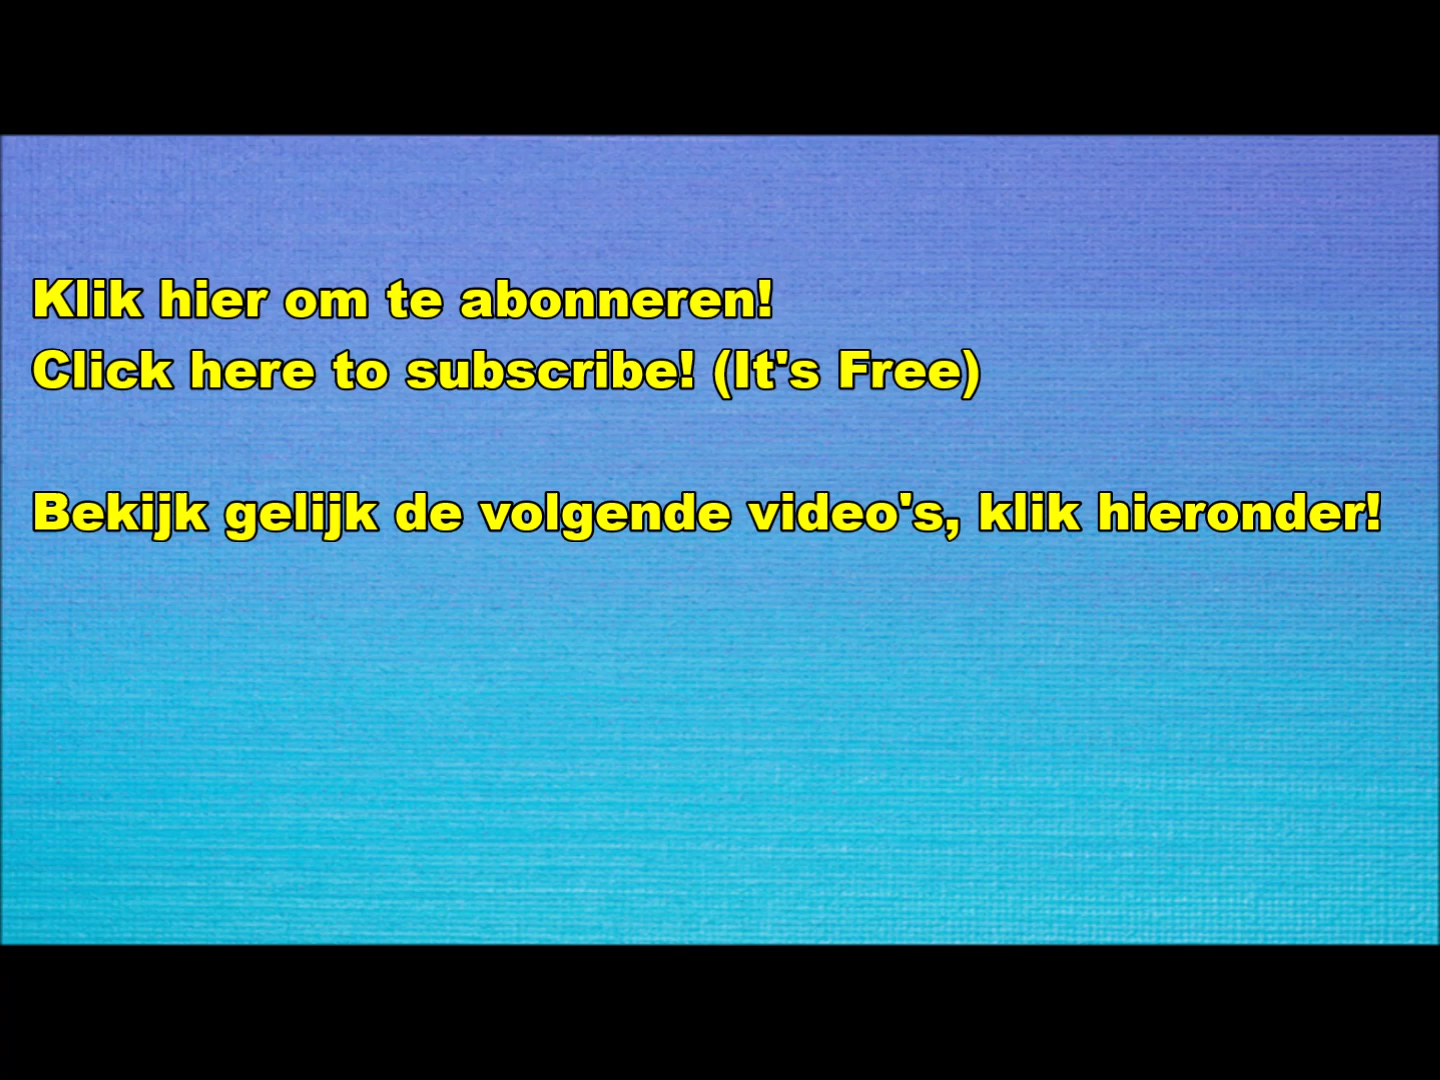 Klik hier om te abonneren!
Click here to subscribe! (It's Free)
Bekijk gelijk de volgende video's, klik hieronder!